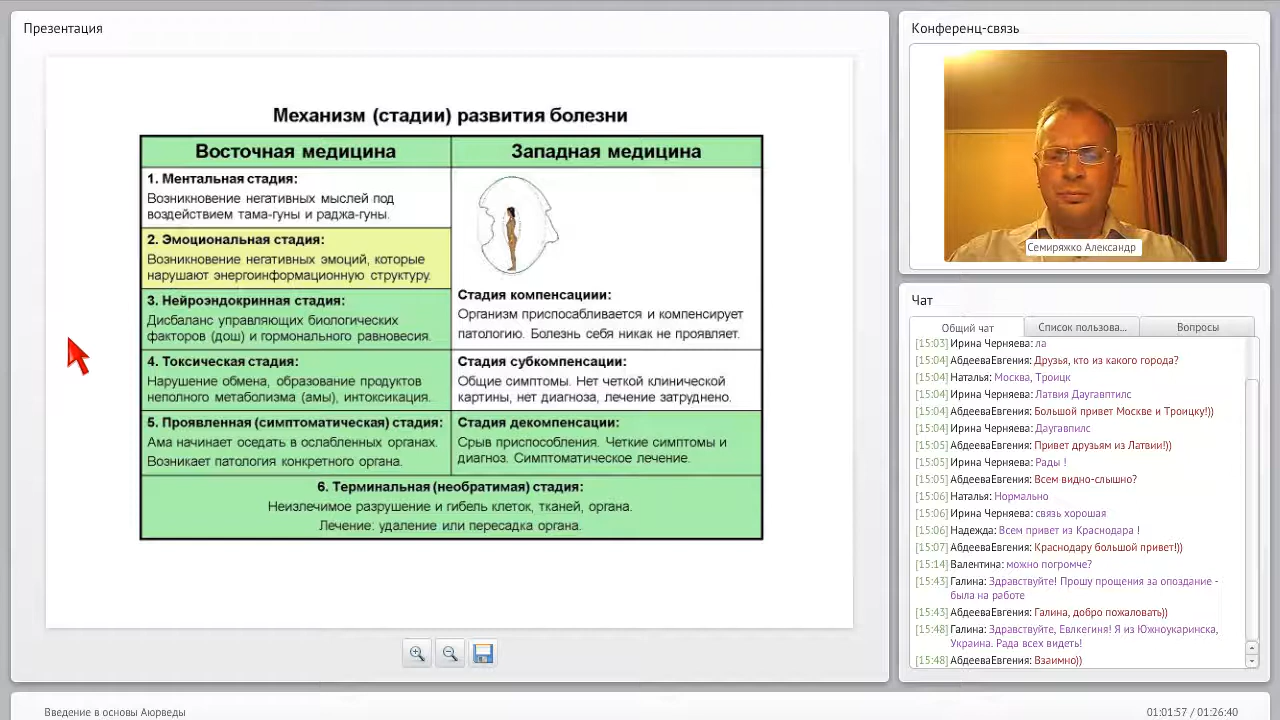 Презентация
Механизм (стадии) развития болезни
Восточная медицина
Западная медицина
1. Ментальная стадия:
Возникновение негативных мыслей под
воздействием тама-гуны и раджа-гуны.
2. Эмоциональная стадия:
Возникновение негативных эмоций, которые
нарушают энергоинформационную структуру.
3. Нейроэндокринная стадия:
Дисбаланс управляющих биологических
факторов (дош) и гормонального равновесия.
Стадия компенсациии:
Организм приспосабливается и компенсирует
патологию. Болезнь себя никак не проявляет.
4. Токсическая стадия:
Нарушение обмена, образование продуктов
неполного метаболизма (амы), интоксикация.
Стадия субкомпенсации:
Общие симптомы. Нет четкой клинической
картины, нет диагноза, лечение затруднено.
5. Проявленная (симптоматическая) стадия:
Ама начинает оседать в ослабленных органах.
Возникает патология конкретного органа.
Стадия декомпенсации:
Срыв приспособления. Четкие симптомы и
диагноз. Симптоматическое лечение.
6. Терминальная (необратимая) стадия:
Неизлечимое разрушение и гибель клеток, тканей, органа.
Лечение: удаление или пересадка органа.
Конференц-связь
Семиряжко Александр
Чат
Общий чат
Список пользова...
Вопросы
[15:03] Ирина Черняева: ла
[15:04] АбдееваЕвгения: Друзья, кто из какого города?
[15:04] Наталья: Москва, Троицк
[15:04] Ирина Черняева: Латвия Даугавптилс
[15:04] АбдееваЕвгения: Большой привет Москве и Троицку!))
[15:04] Ирина Черняева: Даугавпилс
[15:05] АбдееваЕвгения: Привет друзьям из Латвии!))
[15:05] Ирина Черняева: Рады !
[15:05] АбдееваЕвгения: Всем видно-слышно?
[15:06] Наталья: Нормально
[15:06] Ирина Черняева: связь хорошая
[15:06] Надежда: Всем привет из Краснодара !
[15:07] АбдееваЕвгения: Краснодару большой привет!))
[15:14] Валентина: можно погромче?
[15:43] Галина: Здравствуйте! Прошу прощения за опоздание -
была на работе
[15:43] АбдееваЕвгения: Галина, добро пожаловать))
[15:48] Галина: Здравствуйте, Евлкегиня! Я из Южноукаринска,
Украина. Рада всех видеть!
[15:48] АбдееваЕвгения: Взаимно))
Введение в основы Аюрведы
01:01:57 / 01:26:40